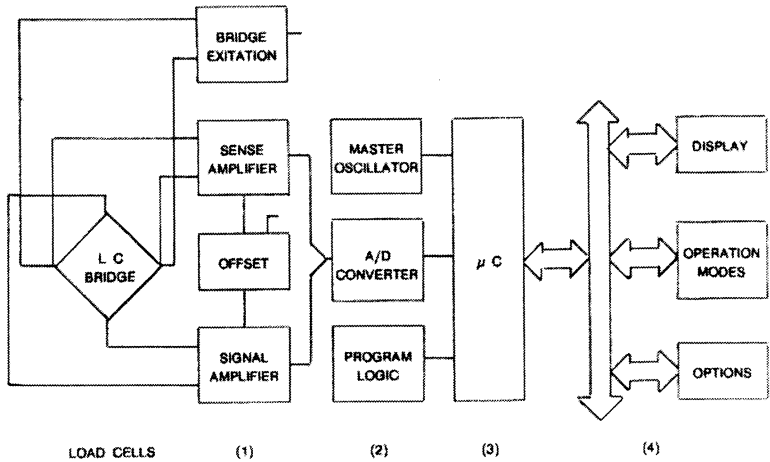 BRIDGE
EXITATION
SENSE
AMPLIFIER
MASTER
OSCILLATOR
DISPLAY
L C
BRIDGE
OFFSET
A/D
CONVERTER
μ C
OPERATION
MODES
SIGNAL
AMPLIFIER
PROGRAM
LOGIC
OPTIONS
LOAD CELLS (1) (2) (3) (4)